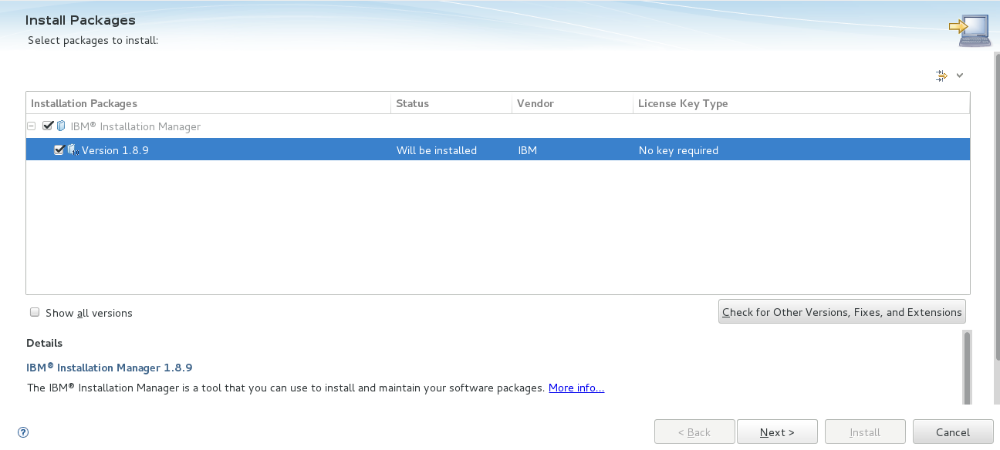 Install Packages
Select packages to install:
Installation Packages Status Vendor License Key Type
IBM® Installation Manager
Version 1.8.9 Will be installed IBM No key required
Show all versions Check for Other Versions, Fixes, and Extensions
Details
IBM® Installation Manager 1.8.9
The IBM® Installation Manager is a tool that you can use to install and maintain your software packages. More info...
? < Back Next > Install Cancel